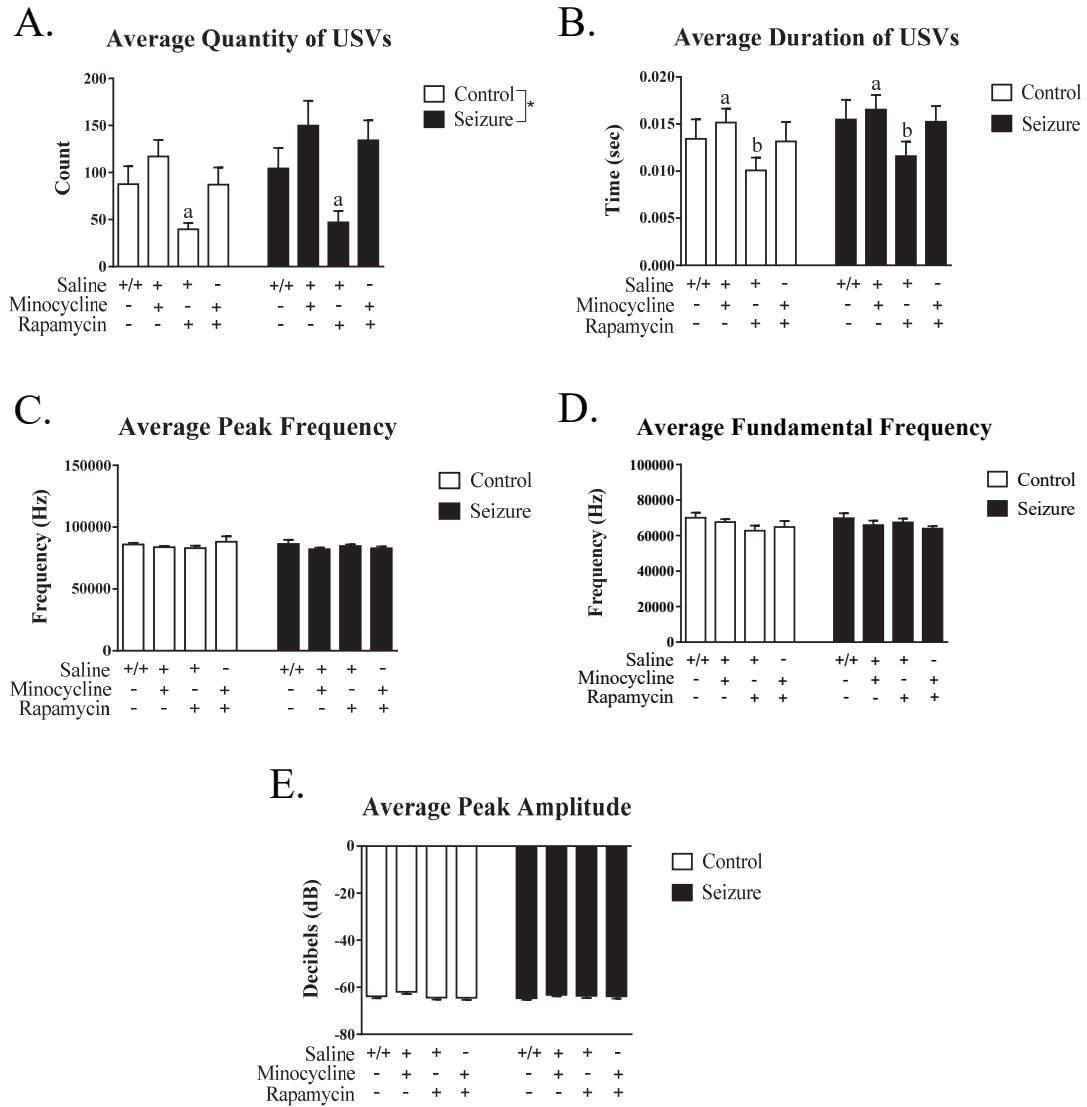 A.
Average Quantity of USVs
Count
200
150
100
50
0
a
a
Control
Seizure
*
Saline +/+ + + - +/+ + + -
Minocycline - + - + - + - +
Rapamycin - - + + - - + +
B.
Average Duration of USVs
Time (sec)
0.020
0.015
0.010
0.005
0.000
a
b
a
b
Control
Seizure
Saline +/+ + + - +/+ + + -
Minocycline - + - + - + - +
Rapamycin - - + + - - + +
C.
Average Peak Frequency
Frequency (Hz)
150000
100000
50000
0
Control
Seizure
Saline +/+ + + - +/+ + + -
Minocycline - + - + - + - +
Rapamycin - - + + - - + +
D.
Average Fundamental Frequency
Frequency (Hz)
100000
80000
60000
40000
20000
0
Control
Seizure
Saline +/+ + + - +/+ + + -
Minocycline - + - + - + - +
Rapamycin - - + + - - + +
E.
Average Peak Amplitude
Decibels (dB)
0
-20
-40
-60
-80
Control
Seizure
Saline +/+ + + - +/+ + + -
Minocycline - + - + - + - +
Rapamycin - - + + - - + +